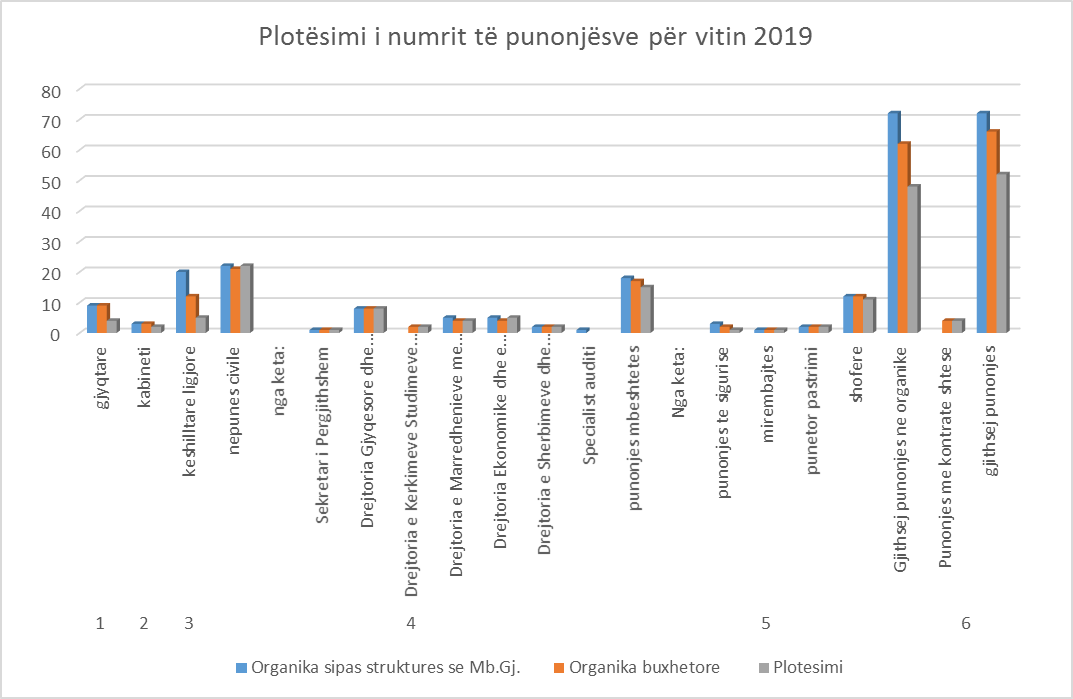 Plotësimi i numrit të punonjësve për vitin 2019
80
70
60
50
40
30
20
10
0
gjyqtare
kabineti
keshilltare ligjore
nepunes civile
nga keta:
Sekretar i Pergjithshem
Drejtoria Gjyqesore dhe…
Drejtoria e Kerkimeve Studimeve…
Drejtoria e Marredhenieve me…
Drejtoria Ekonomike dhe e…
Drejtoria e Sherbimeve dhe…
Specialist auditi
punonjes mbeshtetes
Nga keta:
punonjes te sigurise
mirembajtes
punetor pastrimi
shofere
Gjithsej punonjes ne organike
Punonjes me kontrate shtese
gjithsej punonjes
1 2 3 4 5 6
Organika sipas struktures se Mb.Gj. Organika buxhetore Plotesimi